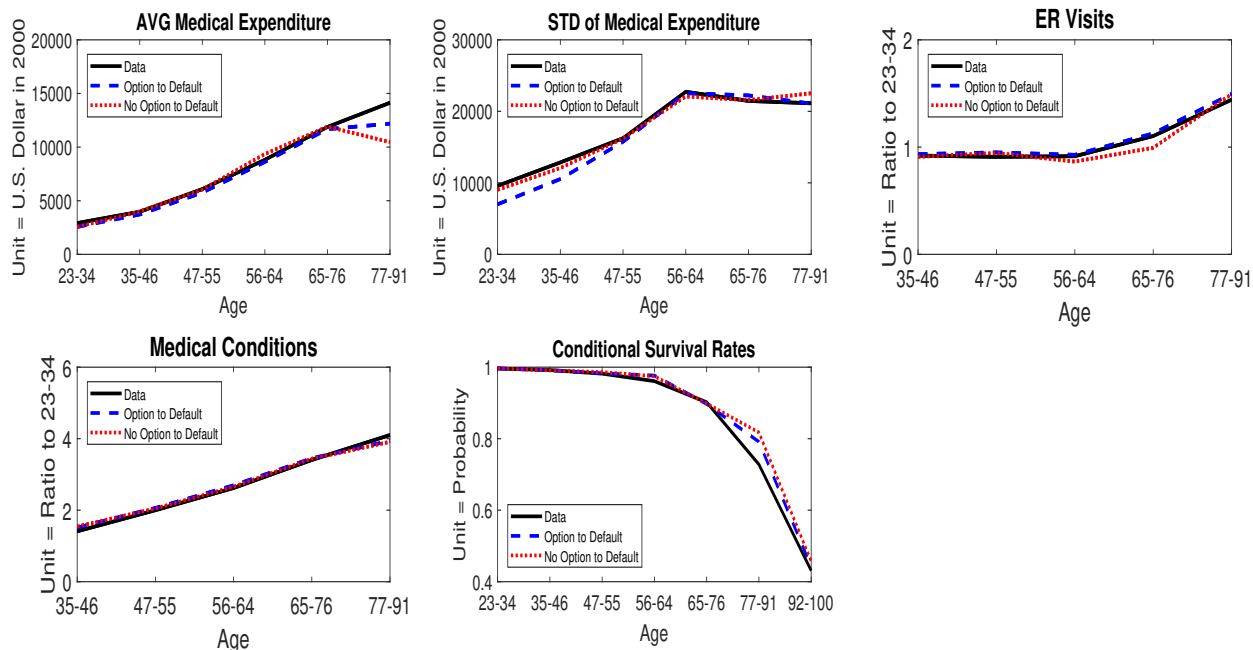 AVG Medical Expenditure
Unit = U.S. Dollar in 2000
20000
15000
10000
5000
0
Data
Option to Default
No Option to Default
23-34 35-46 47-55 56-64 65-76 77-91
Age
STD of Medical Expenditure
Unit = U.S. Dollar in 2000
30000
20000
10000
0
Data
Option to Default
No Option to Default
23-34 35-46 47-55 56-64 65-76 77-91
Age
ER Visits
Unit = Ratio to 23-34
2
1
0
Data
Option to Default
No Option to Default
35-46 47-55 56-64 65-76 77-91
Age
Medical Conditions
Unit = Ratio to 23-34
6
4
2
0
Data
Option to Default
No Option to Default
35-46 47-55 56-64 65-76 77-91
Age
Conditional Survival Rates
Unit = Probability
1
0.8
0.6
0.4
Data
Option to Default
No Option to Default
23-34 35-46 47-55 56-64 65-76 77-91 92-100
Age